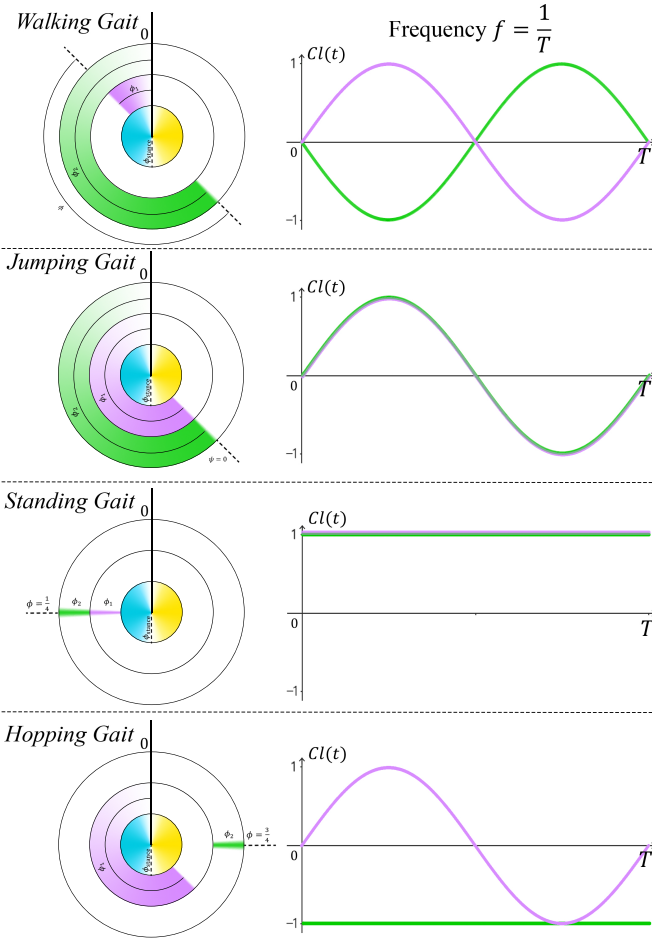 Walking Gait
Frequency f = 1/T
0
Cl(t)
1
ϕ₁
ϕ₂
0
T
−1
Jumping Gait
0
Cl(t)
1
ϕ₁
ϕ₂
0
T
ψ = 0
−1
Standing Gait
0
Cl(t)
1
ϕ = 1/4
ϕ₂
ϕ₁
0
T
−1
Hopping Gait
0
Cl(t)
1
ϕ₁
ϕ₂
ϕ = 3/4
0
T
−1